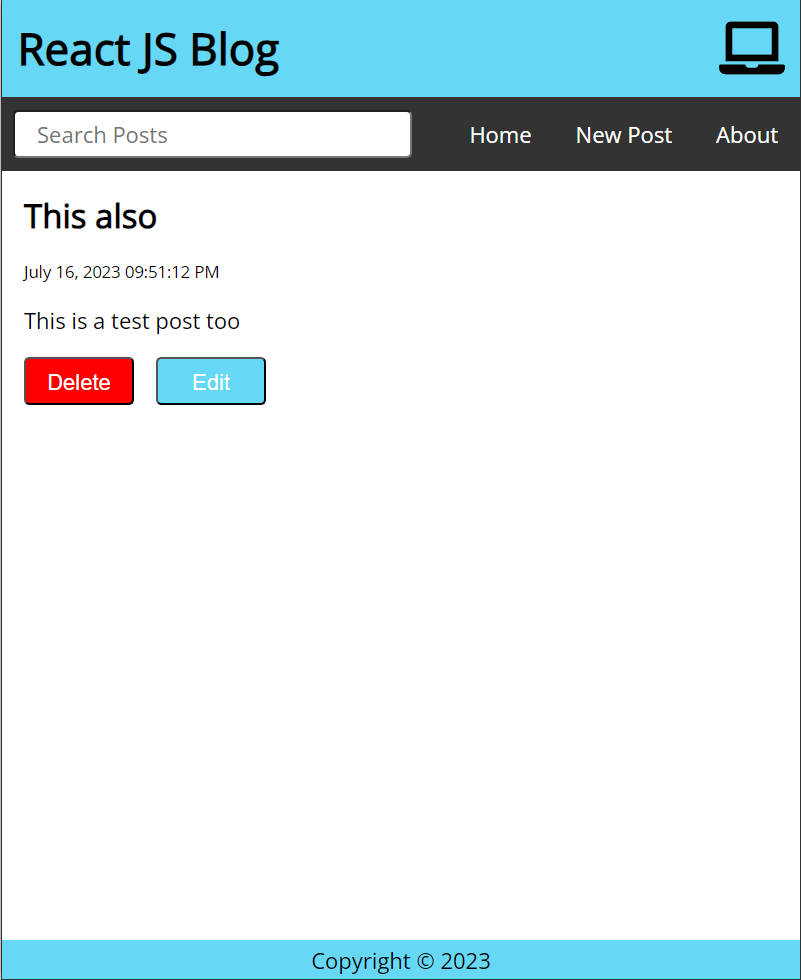 React JS Blog
Search Posts
Home New Post About
This also
July 16, 2023 09:51:12 PM
This is a test post too
Delete Edit
Copyright © 2023